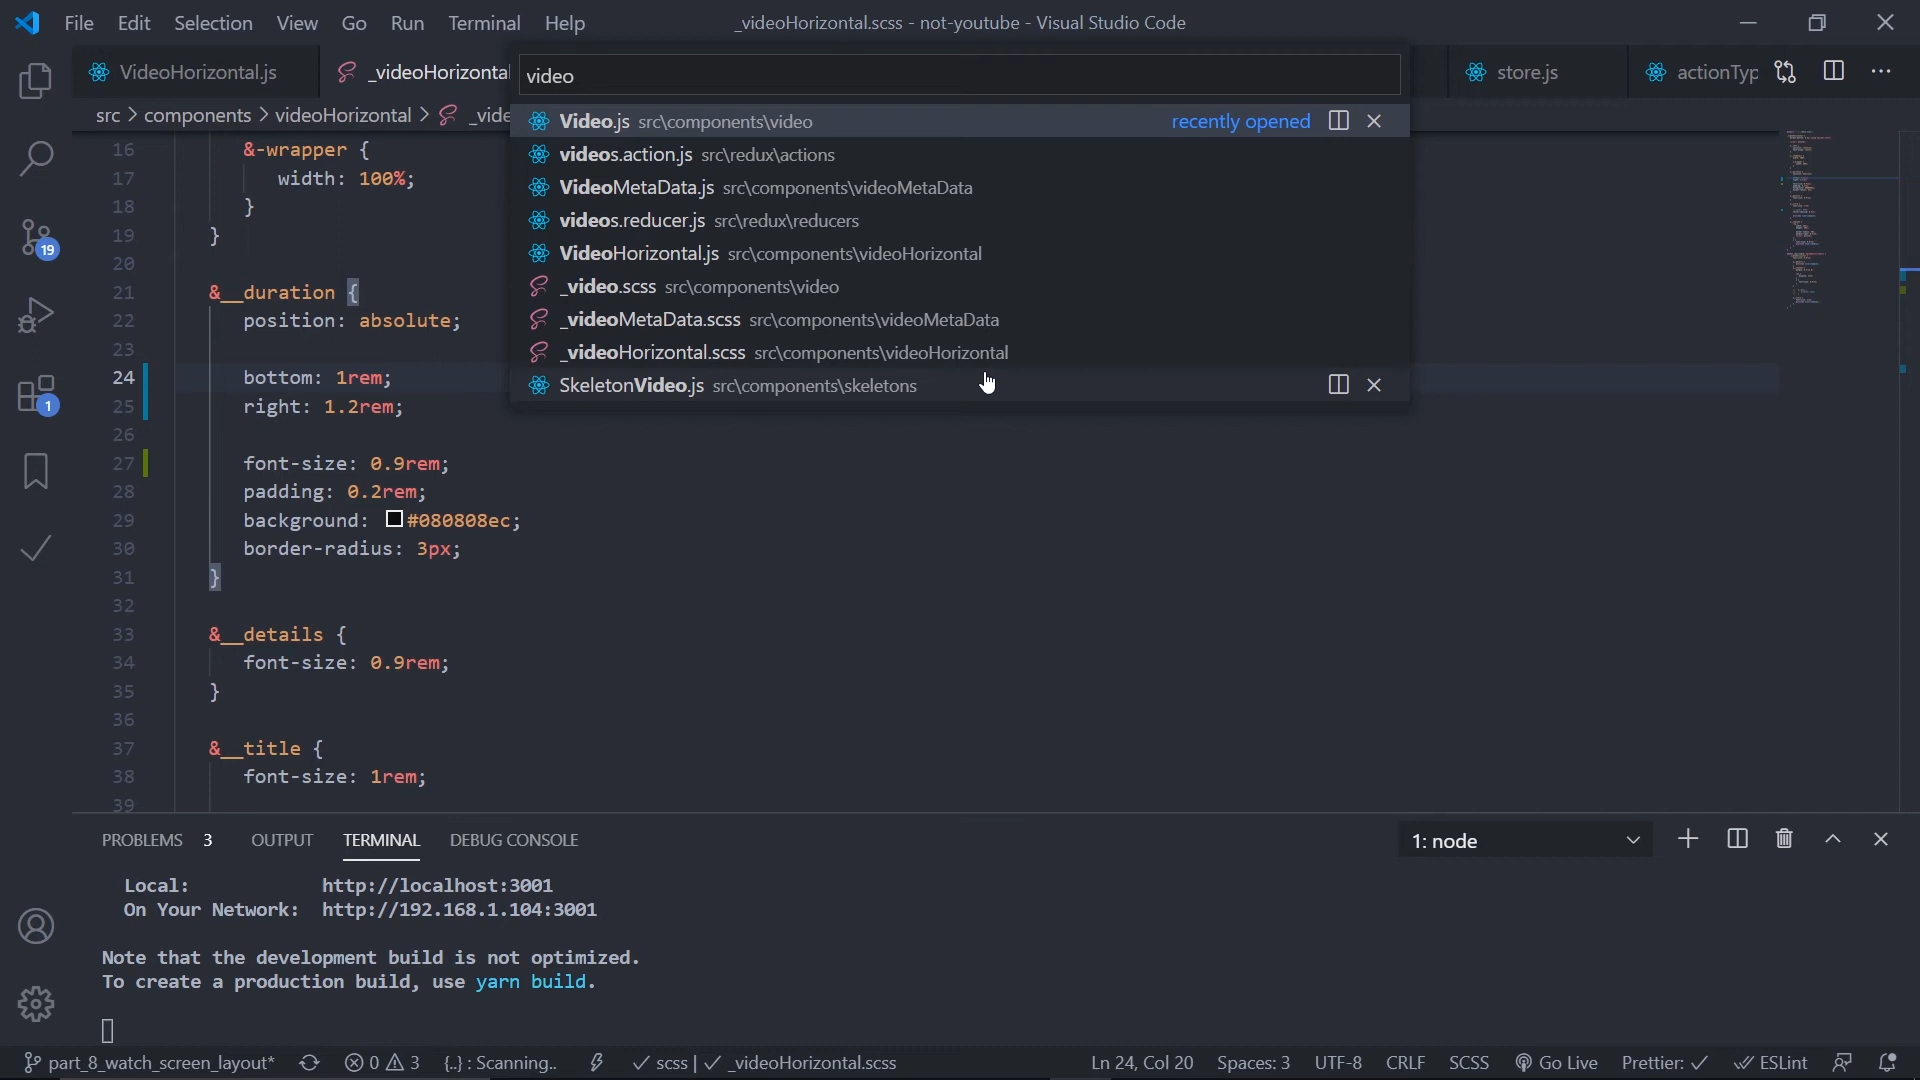 File Edit Selection View Go Run Terminal Help _videoHorizontal.scss - not-youtube - Visual Studio Code
VideoHorizontal.js _videoHorizonta store.js actionTyp
video
src > components > videoHorizontal > _vide
Video.js src\components\video recently opened
videos.action.js src\redux\actions
VideoMetaData.js src\components\videoMetaData
videos.reducer.js src\redux\reducers
VideoHorizontal.js src\components\videoHorizontal
_video.scss src\components\video
_videoMetaData.scss src\components\videoMetaData
_videoHorizontal.scss src\components\videoHorizontal
SkeletonVideo.js src\components\skeletons
16 &-wrapper {
17 width: 100%;
18 }
19 }
20
21 &__duration {
22 position: absolute;
23
24 bottom: 1rem;
25 right: 1.2rem;
26
27 font-size: 0.9rem;
28 padding: 0.2rem;
29 background: #080808ec;
30 border-radius: 3px;
31 }
32
33 &__details {
34 font-size: 0.9rem;
35 }
36
37 &__title {
38 font-size: 1rem;
39
19
1
PROBLEMS 3 OUTPUT TERMINAL DEBUG CONSOLE 1: node
Local: http://localhost:3001
On Your Network: http://192.168.1.104:3001
Note that the development build is not optimized.
To create a production build, use yarn build.
part_8_watch_screen_layout* 0 3 {..} : Scanning.. scss | _videoHorizontal.scss Ln 24, Col 20 Spaces: 3 UTF-8 CRLF SCSS Go Live Prettier: ESLint